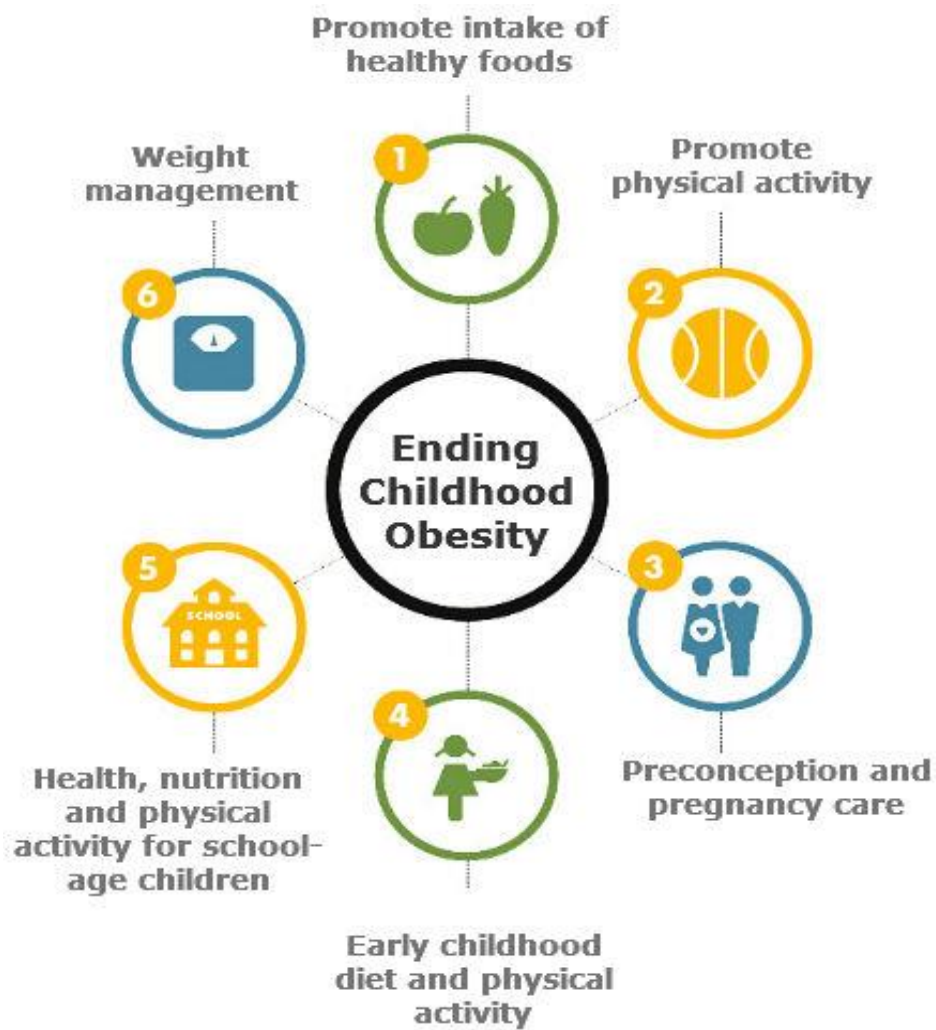 Promote intake of
healthy foods
1
Promote
physical activity
2
Weight
management
6
Ending
Childhood
Obesity
3
Preconception and
pregnancy care
5
SCHOOL
Health, nutrition
and physical
activity for school-
age children
4
Early childhood
diet and physical
activity